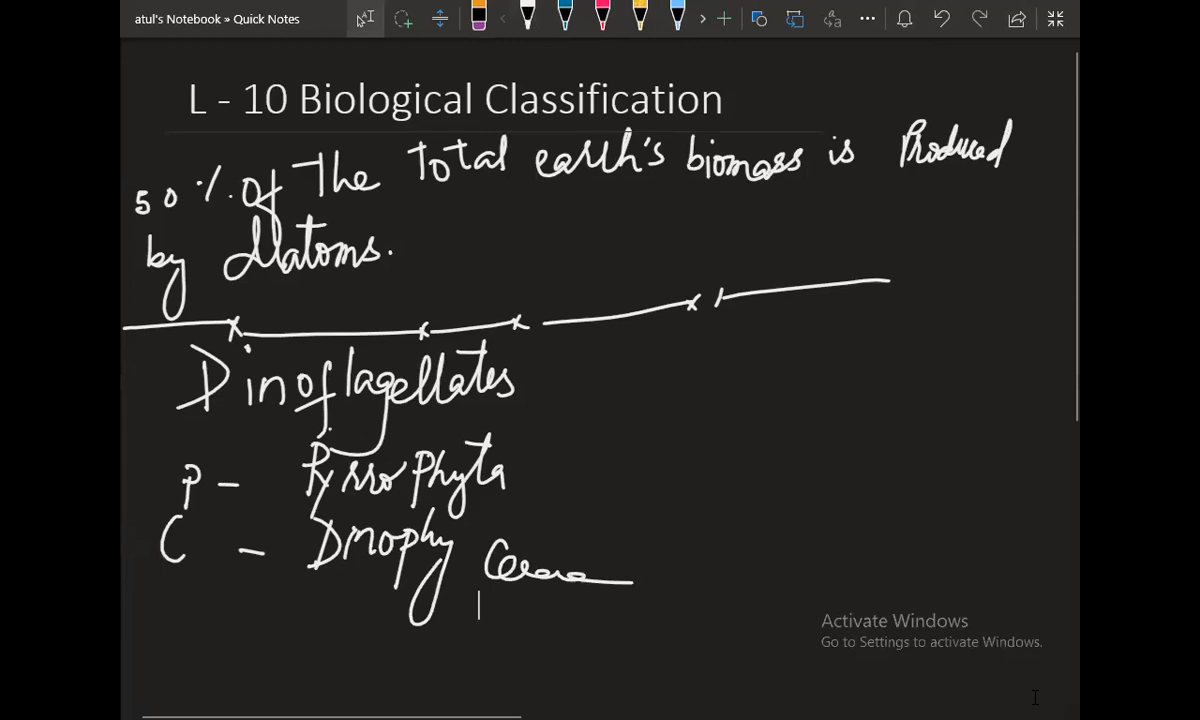 atul's Notebook » Quick Notes
L - 10 Biological Classification
50 %. Of The Total earth's biomass is Produced
by diatoms.
Dinoflagellates
P - Pyrrophyta
C - Dinophy
Activate Windows
Go to Settings to activate Windows.